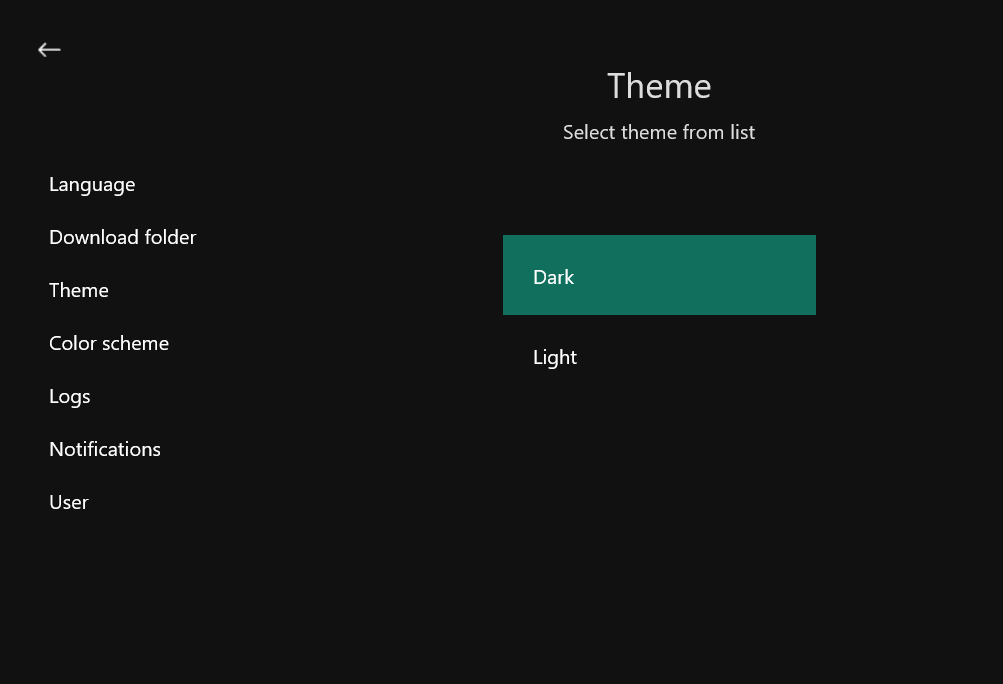 Theme
Select theme from list
Language
Download folder
Theme
Color scheme
Logs
Notifications
User
Dark
Light